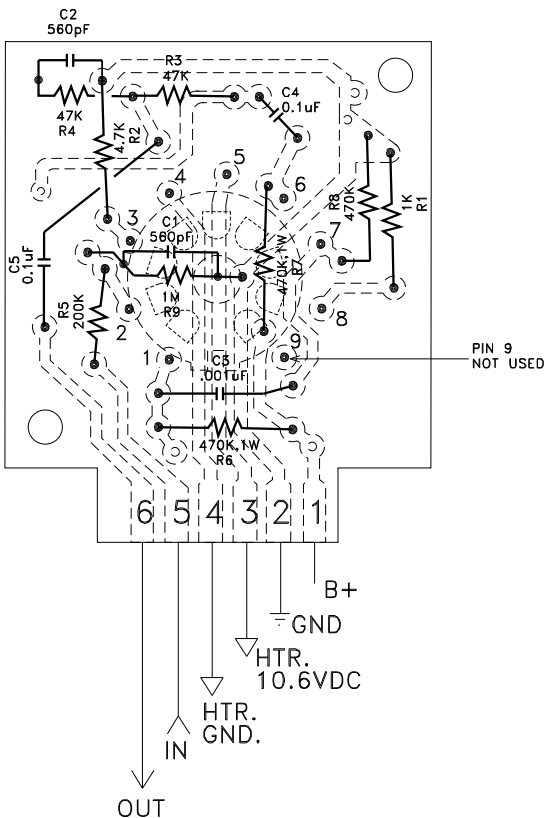 C2
560pF
R3
47K
C4
0.1uF
47K
R4
4.7K
R2
5
4
6
R8
470K
1K
R1
3
C1
560pF
7
C5
0.1uF
470K,1W
R7
1M
R9
R5
200K
2
8
1
9
C3
.001uF
PIN 9
NOT USED
470K,1W
R6
6 5 4 3 2 1
B+
GND
HTR.
10.6VDC
HTR.
GND.
IN
OUT